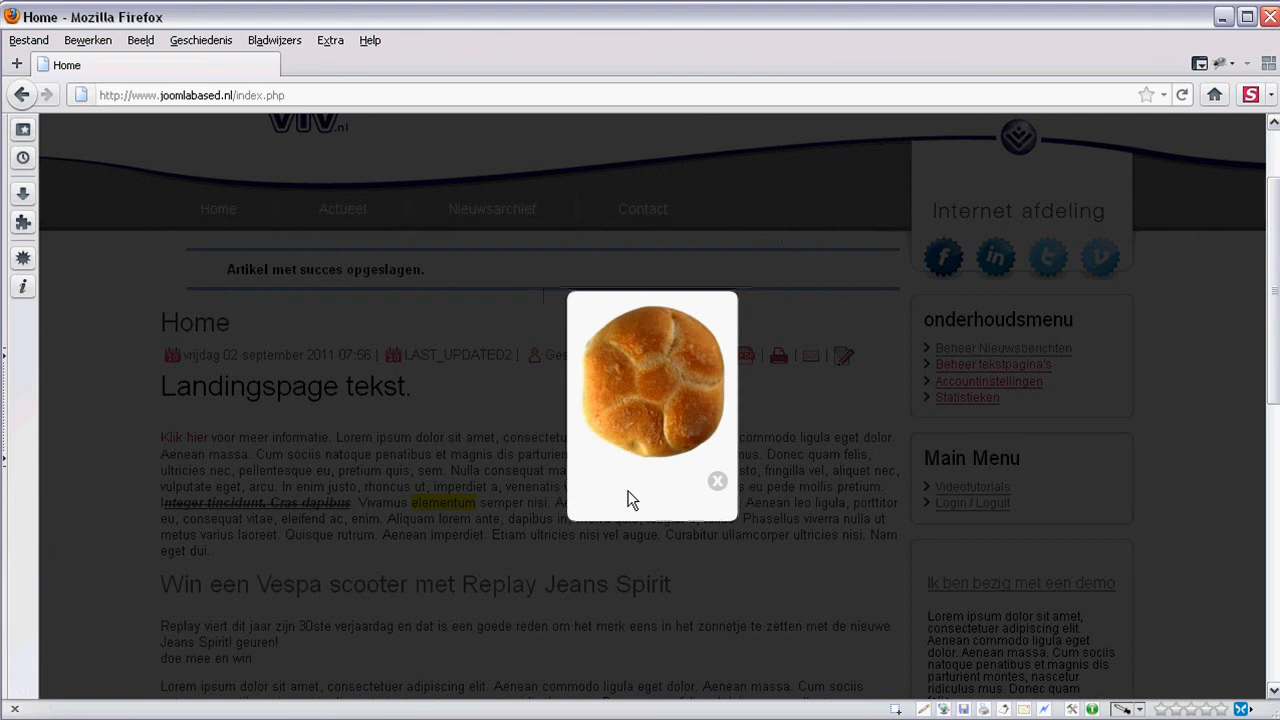 Home - Mozilla Firefox
Bestand Bewerken Beeld Geschiedenis Bladwijzers Extra Help
Home
http://www.joomlabased.nl/index.php
VIV.nl
Home Actueel Nieuwsarchief Contact
Internet afdeling
Artikel met succes opgeslagen.
Home
vrijdag 02 september 2011 07:56 | LAST_UPDATED2 |
Landingspage tekst.
Klik hier voor meer informatie. Lorem ipsum dolor sit amet, consectetu commodo ligula eget dolor.
Aenean massa. Cum sociis natoque penatibus et magnis dis parturien
ultricies nec, pellentesque eu, pretium quis, sem. Nulla consequat ma , fringilla vel, aliquet nec,
vulputate eget, arcu. In enim justo, rhoncus ut, imperdiet a, venenatis eu pede mollis pretium.
Integer tincidunt. Cras dapibus. Vivamus elementum semper nisi. A Aenean leo ligula, porttitor
eu, consequat vitae, eleifend ac, enim. Aliquam lorem ante, dapibus in Phasellus viverra nulla ut
metus varius laoreet. Quisque rutrum. Aenean imperdiet. Etiam ultricies nisi vel augue. Curabitur ullamcorper ultricies nisi. Nam
eget dui.
Win een Vespa scooter met Replay Jeans Spirit
Replay viert dit jaar zijn 30ste verjaardag en dat is een goede reden om het merk eens in het zonnetje te zetten met de nieuwe
Jeans Spirit! geuren!
doe mee en win
Lorem ipsum dolor sit amet, consectetuer adipiscing elit. Aenean commodo ligula eget dolor. Aenean massa. Cum sociis
onderhoudsmenu
Beheer Nieuwsberichten
Beheer tekstpagina's
Accountinstellingen
Statistieken
Main Menu
Videotutorials
Login / Loguit
Ik ben bezig met een demo
Lorem ipsum dolor sit amet,
consectetuer adipiscing elit.
Aenean commodo ligula eget
dolor. Aenean massa. Cum sociis
natoque penatibus et magnis dis
parturient montes, nascetur
ridiculus mus. Donec quam